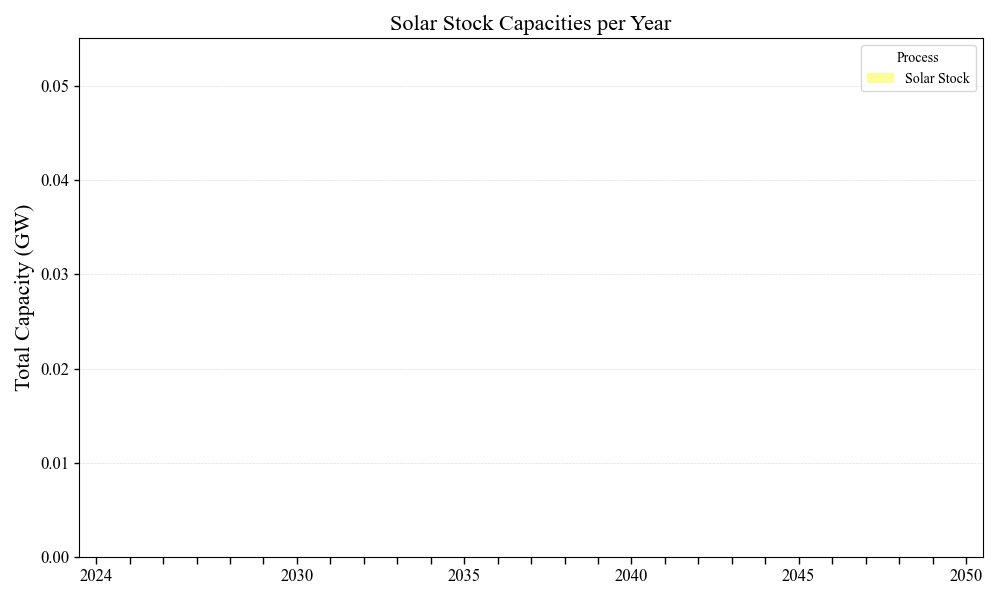 Solar Stock Capacities per Year
Process
Solar Stock
Total Capacity (GW)
0.05
0.04
0.03
0.02
0.01
0.00
2024 2030 2035 2040 2045 2050